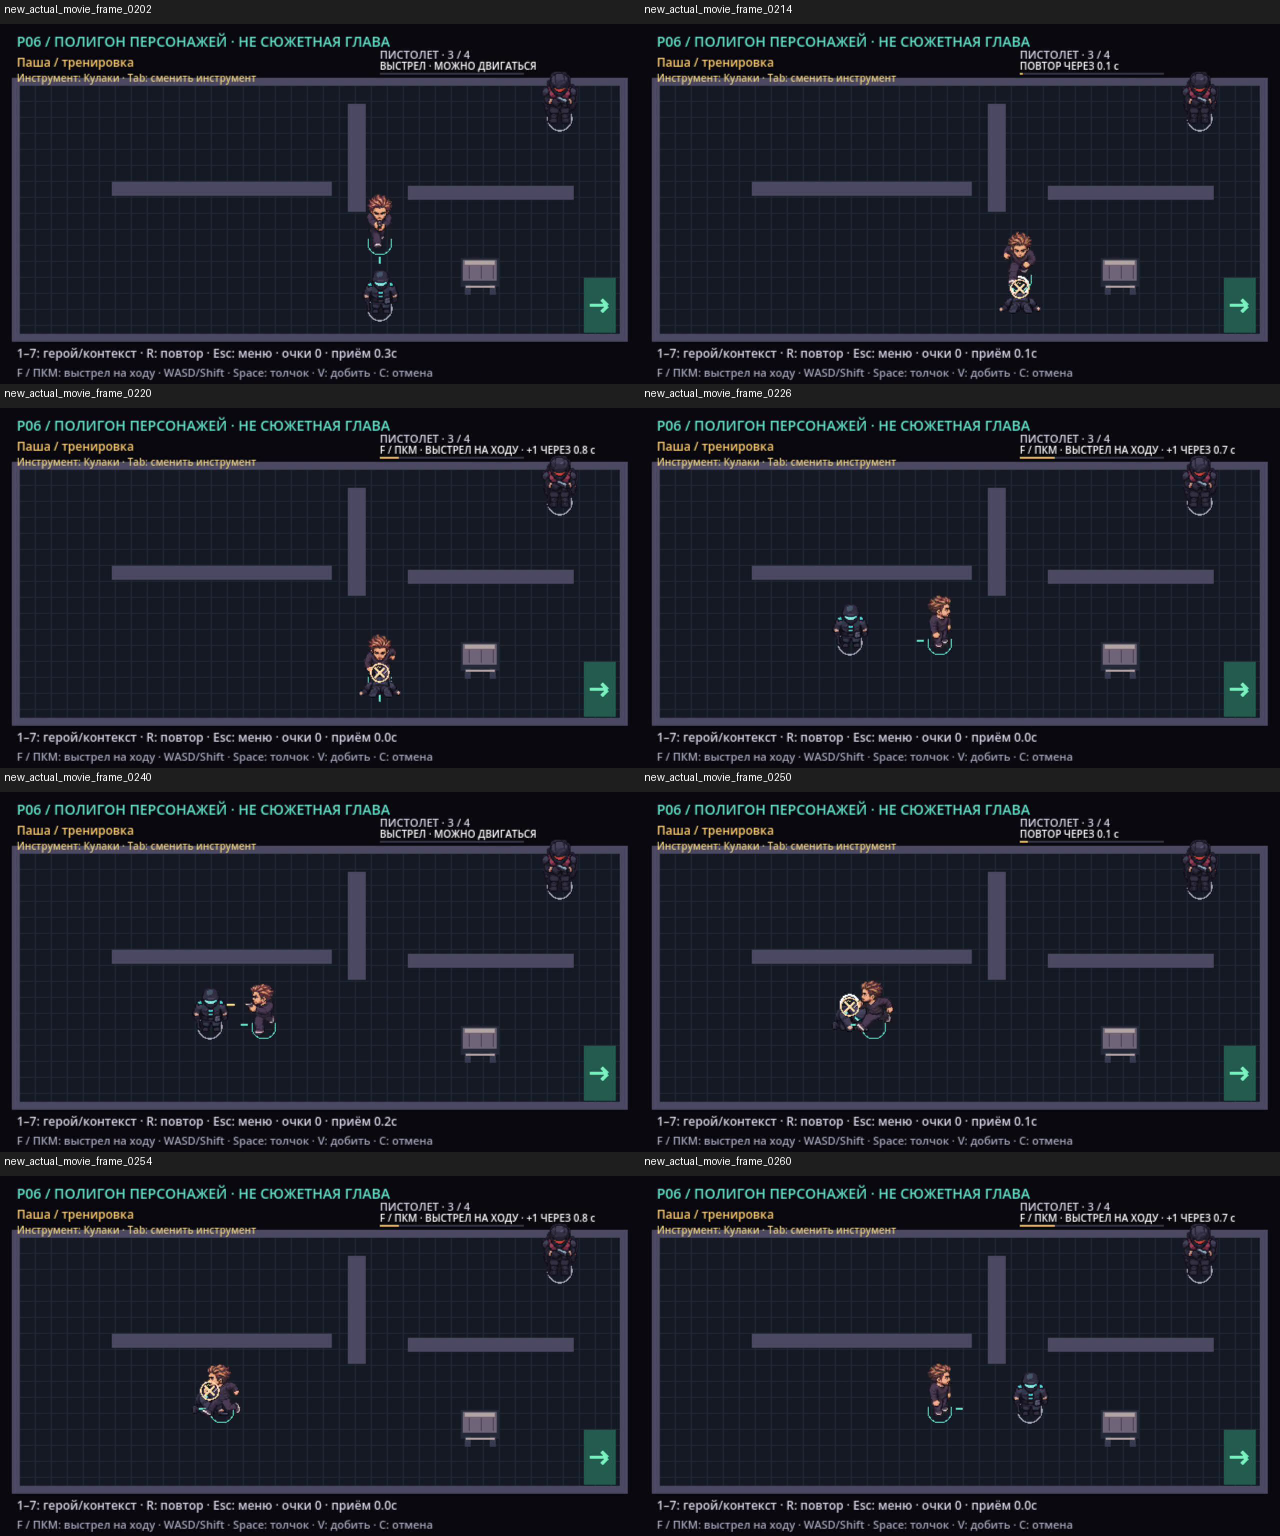 new_actual_movie_frame_0202
P06 / ПОЛИГОН ПЕРСОНАЖЕЙ · НЕ СЮЖЕТНАЯ ГЛАВА
ПИСТОЛЕТ · 3 / 4
Паша / тренировка
ВЫСТРЕЛ · МОЖНО ДВИГАТЬСЯ
Инструмент: Кулаки · Tab: сменить инструмент
1–7: герой/контекст · R: повтор · Esc: меню · очки 0 · приём 0.3с
F / ПКМ: выстрел на ходу · WASD/Shift · Space: толчок · V: добить · C: отмена
new_actual_movie_frame_0214
P06 / ПОЛИГОН ПЕРСОНАЖЕЙ · НЕ СЮЖЕТНАЯ ГЛАВА
ПИСТОЛЕТ · 3 / 4
Паша / тренировка
ПОВТОР ЧЕРЕЗ 0.1 с
Инструмент: Кулаки · Tab: сменить инструмент
1–7: герой/контекст · R: повтор · Esc: меню · очки 0 · приём 0.1с
F / ПКМ: выстрел на ходу · WASD/Shift · Space: толчок · V: добить · C: отмена
new_actual_movie_frame_0220
P06 / ПОЛИГОН ПЕРСОНАЖЕЙ · НЕ СЮЖЕТНАЯ ГЛАВА
ПИСТОЛЕТ · 3 / 4
Паша / тренировка
F / ПКМ · ВЫСТРЕЛ НА ХОДУ · +1 ЧЕРЕЗ 0.8 с
Инструмент: Кулаки · Tab: сменить инструмент
1–7: герой/контекст · R: повтор · Esc: меню · очки 0 · приём 0.0с
F / ПКМ: выстрел на ходу · WASD/Shift · Space: толчок · V: добить · C: отмена
new_actual_movie_frame_0226
P06 / ПОЛИГОН ПЕРСОНАЖЕЙ · НЕ СЮЖЕТНАЯ ГЛАВА
ПИСТОЛЕТ · 3 / 4
Паша / тренировка
F / ПКМ · ВЫСТРЕЛ НА ХОДУ · +1 ЧЕРЕЗ 0.7 с
Инструмент: Кулаки · Tab: сменить инструмент
1–7: герой/контекст · R: повтор · Esc: меню · очки 0 · приём 0.0с
F / ПКМ: выстрел на ходу · WASD/Shift · Space: толчок · V: добить · C: отмена
new_actual_movie_frame_0240
P06 / ПОЛИГОН ПЕРСОНАЖЕЙ · НЕ СЮЖЕТНАЯ ГЛАВА
ПИСТОЛЕТ · 3 / 4
Паша / тренировка
ВЫСТРЕЛ · МОЖНО ДВИГАТЬСЯ
Инструмент: Кулаки · Tab: сменить инструмент
1–7: герой/контекст · R: повтор · Esc: меню · очки 0 · приём 0.2с
F / ПКМ: выстрел на ходу · WASD/Shift · Space: толчок · V: добить · C: отмена
new_actual_movie_frame_0250
P06 / ПОЛИГОН ПЕРСОНАЖЕЙ · НЕ СЮЖЕТНАЯ ГЛАВА
ПИСТОЛЕТ · 3 / 4
Паша / тренировка
ПОВТОР ЧЕРЕЗ 0.1 с
Инструмент: Кулаки · Tab: сменить инструмент
1–7: герой/контекст · R: повтор · Esc: меню · очки 0 · приём 0.1с
F / ПКМ: выстрел на ходу · WASD/Shift · Space: толчок · V: добить · C: отмена
new_actual_movie_frame_0254
P06 / ПОЛИГОН ПЕРСОНАЖЕЙ · НЕ СЮЖЕТНАЯ ГЛАВА
ПИСТОЛЕТ · 3 / 4
Паша / тренировка
F / ПКМ · ВЫСТРЕЛ НА ХОДУ · +1 ЧЕРЕЗ 0.8 с
Инструмент: Кулаки · Tab: сменить инструмент
1–7: герой/контекст · R: повтор · Esc: меню · очки 0 · приём 0.0с
F / ПКМ: выстрел на ходу · WASD/Shift · Space: толчок · V: добить · C: отмена
new_actual_movie_frame_0260
P06 / ПОЛИГОН ПЕРСОНАЖЕЙ · НЕ СЮЖЕТНАЯ ГЛАВА
ПИСТОЛЕТ · 3 / 4
Паша / тренировка
F / ПКМ · ВЫСТРЕЛ НА ХОДУ · +1 ЧЕРЕЗ 0.7 с
Инструмент: Кулаки · Tab: сменить инструмент
1–7: герой/контекст · R: повтор · Esc: меню · очки 0 · приём 0.0с
F / ПКМ: выстрел на ходу · WASD/Shift · Space: толчок · V: добить · C: отмена